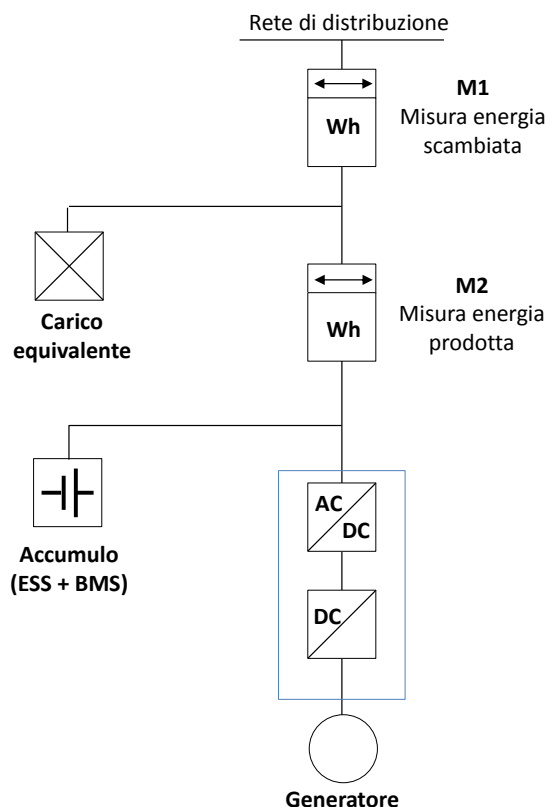 Rete di distribuzione
M1
Misura energia
scambiata
Wh
Carico
equivalente
M2
Misura energia
prodotta
Wh
AC
DC
Accumulo
(ESS + BMS)
DC
Generatore